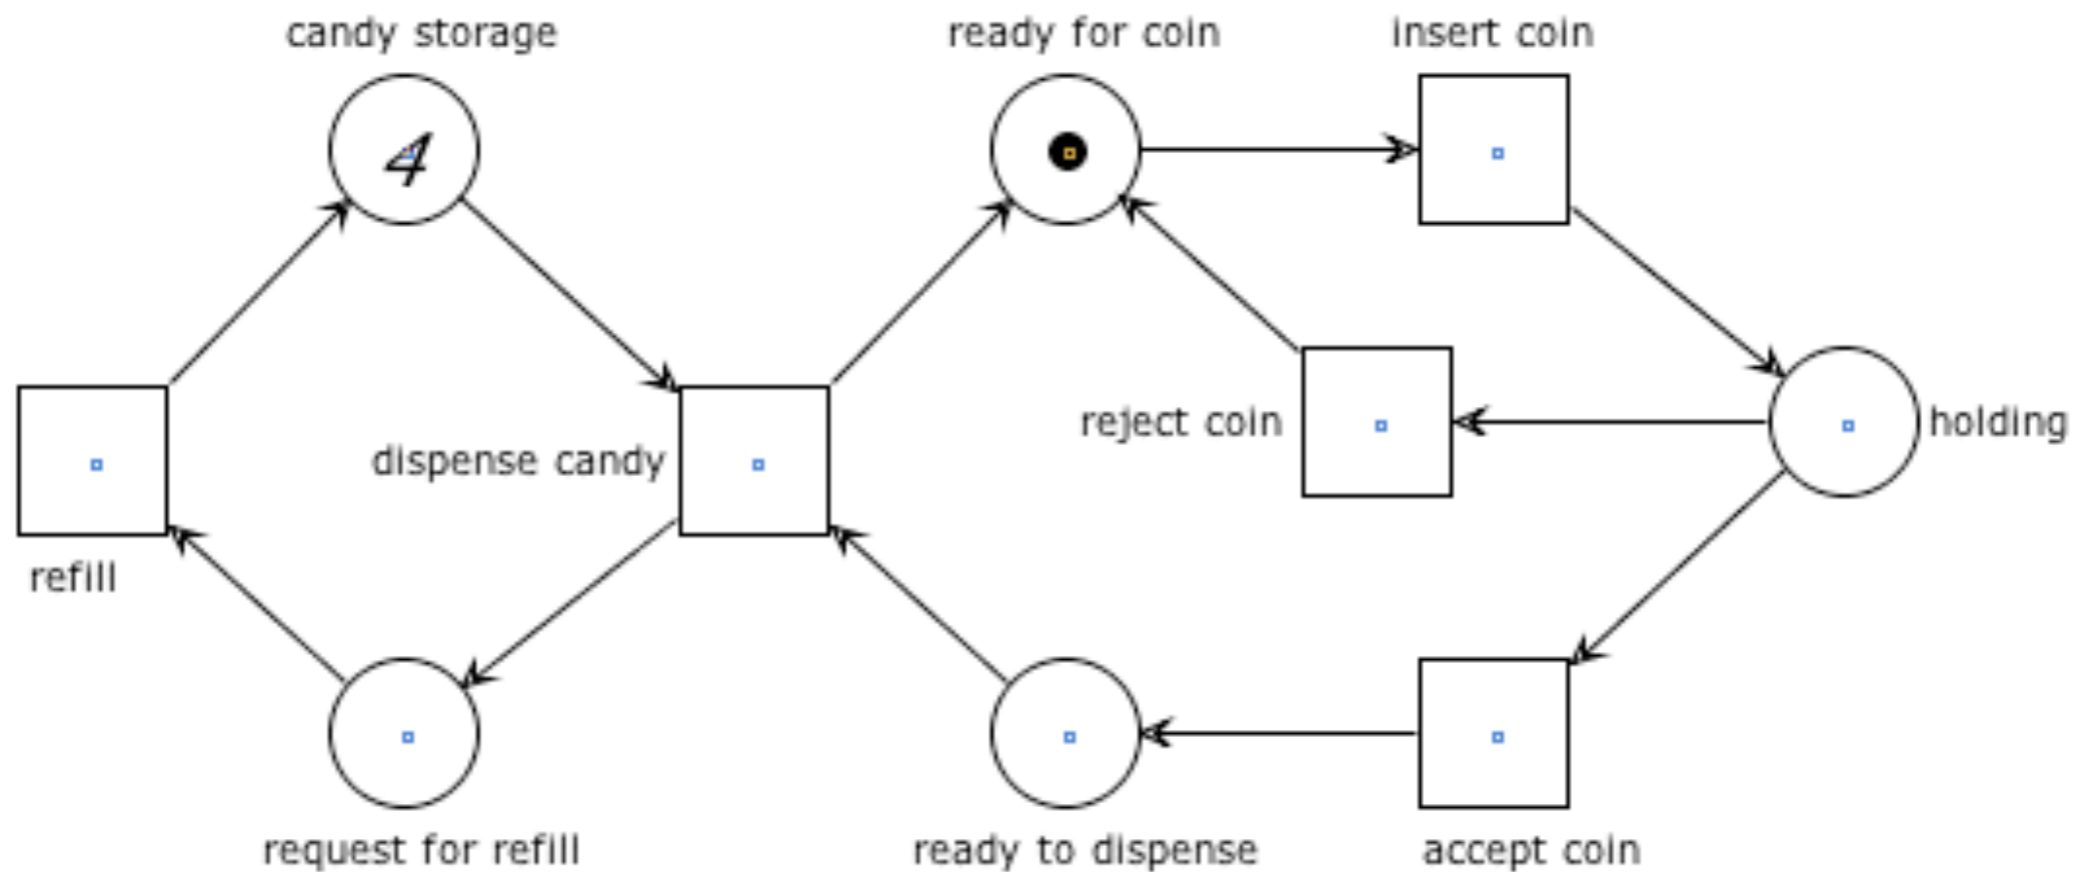 candy storage
ready for coin
insert coin
4
reject coin
holding
dispense candy
refill
request for refill
ready to dispense
accept coin